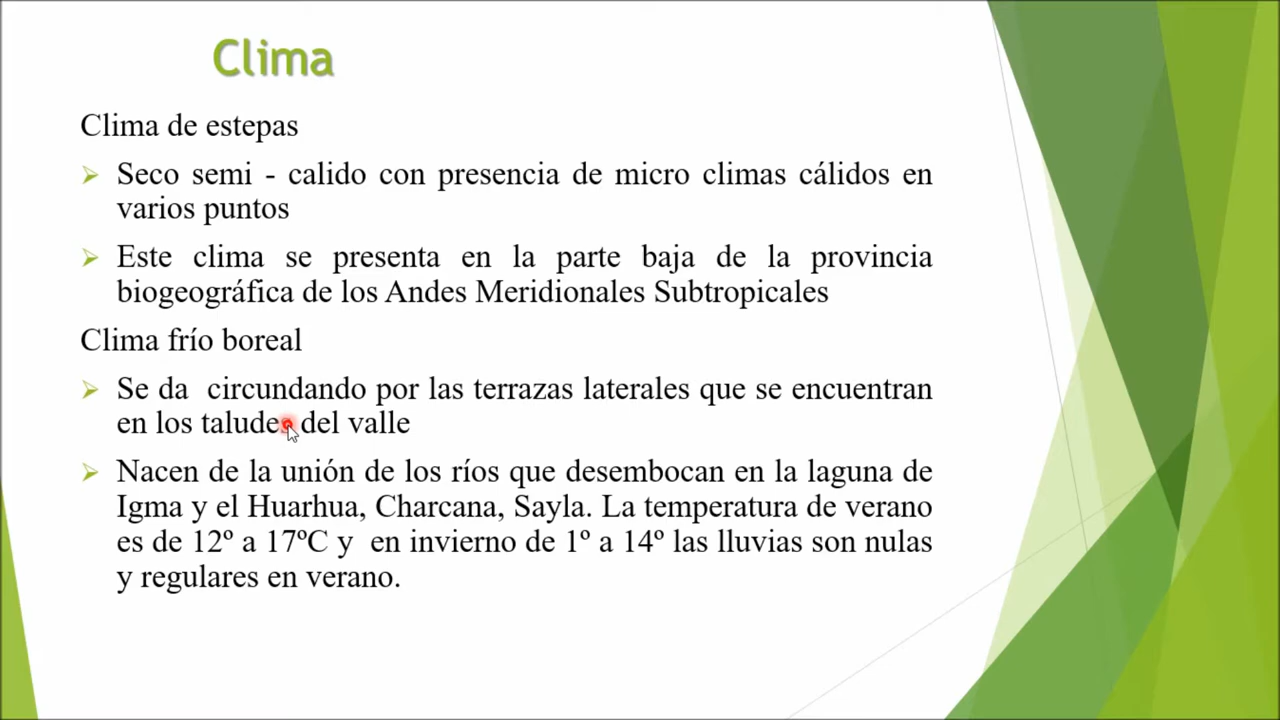 Clima
Clima de estepas
Seco semi - calido con presencia de micro climas cálidos en
varios puntos
Este clima se presenta en la parte baja de la provincia
biogeográfica de los Andes Meridionales Subtropicales
Clima frío boreal
Se da circundando por las terrazas laterales que se encuentran
en los taludes del valle
Nacen de la unión de los ríos que desembocan en la laguna de
Igma y el Huarhua, Charcana, Sayla. La temperatura de verano
es de 12º a 17ºC y en invierno de 1º a 14º las lluvias son nulas
y regulares en verano.